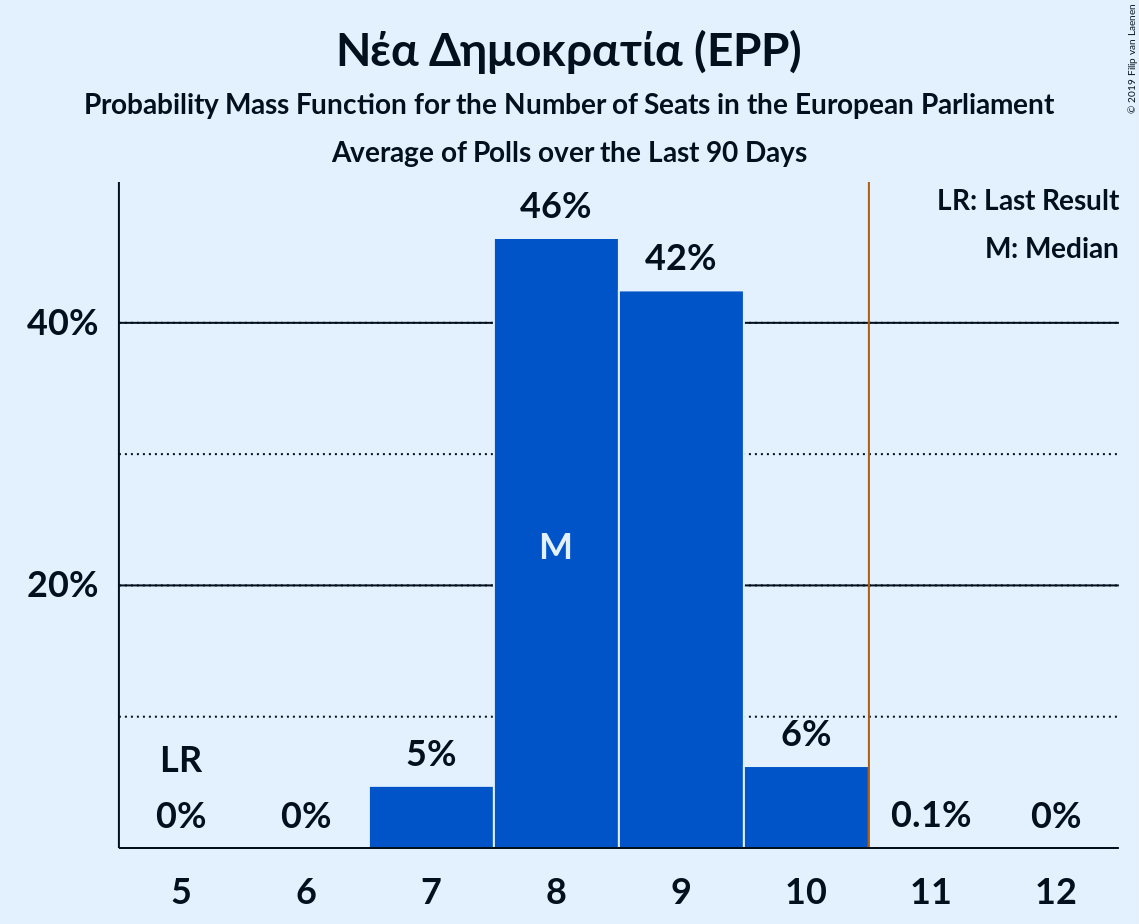 Νέα Δημοκρατία (EPP)
Probability Mass Function for the Number of Seats in the European Parliament
Average of Polls over the Last 90 Days
© 2019 Filip van Laenen
LR: Last Result
M: Median
46%
42%
40%
M
20%
6%
5%
LR
0%
0%
0.1%
0%
5
6
7
8
9
10
11
12